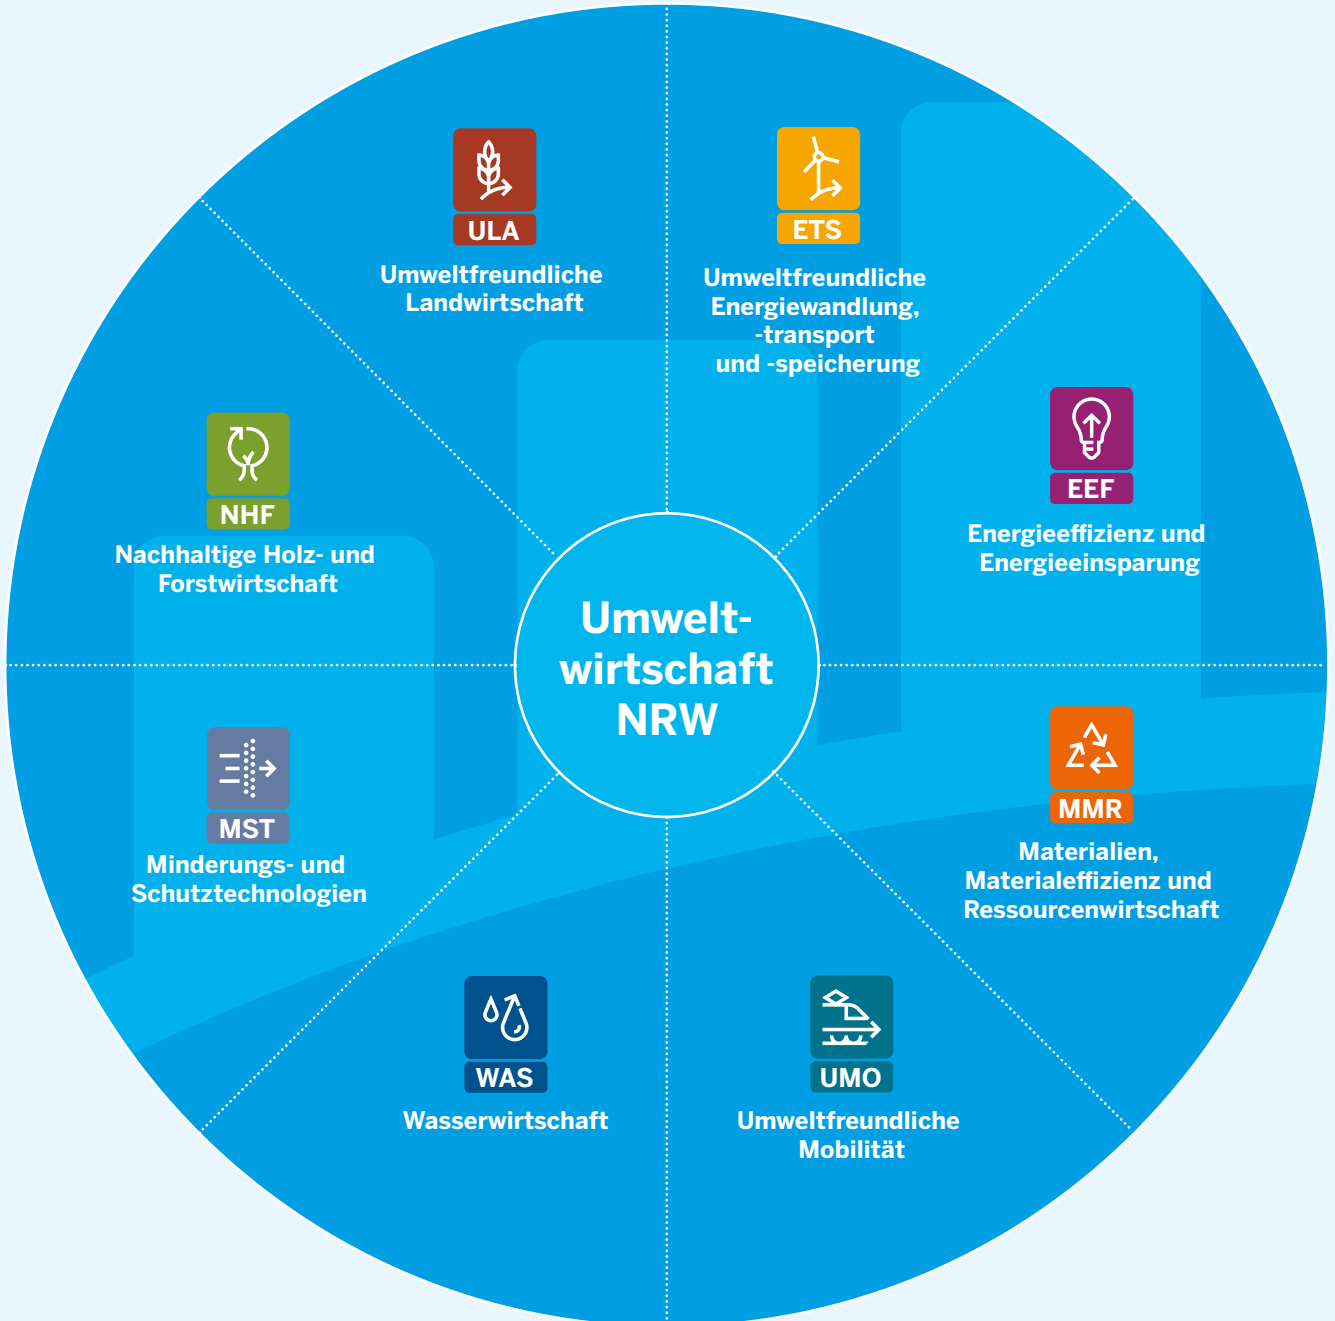 ULA
Umweltfreundliche
Landwirtschaft
ETS
Umweltfreundliche
Energiewandlung,
-transport
und -speicherung
EEF
Energieeffizienz und
Energieeinsparung
NHF
Nachhaltige Holz- und
Forstwirtschaft
Umwelt-
wirtschaft
NRW
MMR
Materialien,
Materialeffizienz und
Ressourcenwirtschaft
MST
Minderungs- und
Schutztechnologien
WAS
Wasserwirtschaft
UMO
Umweltfreundliche
Mobilität